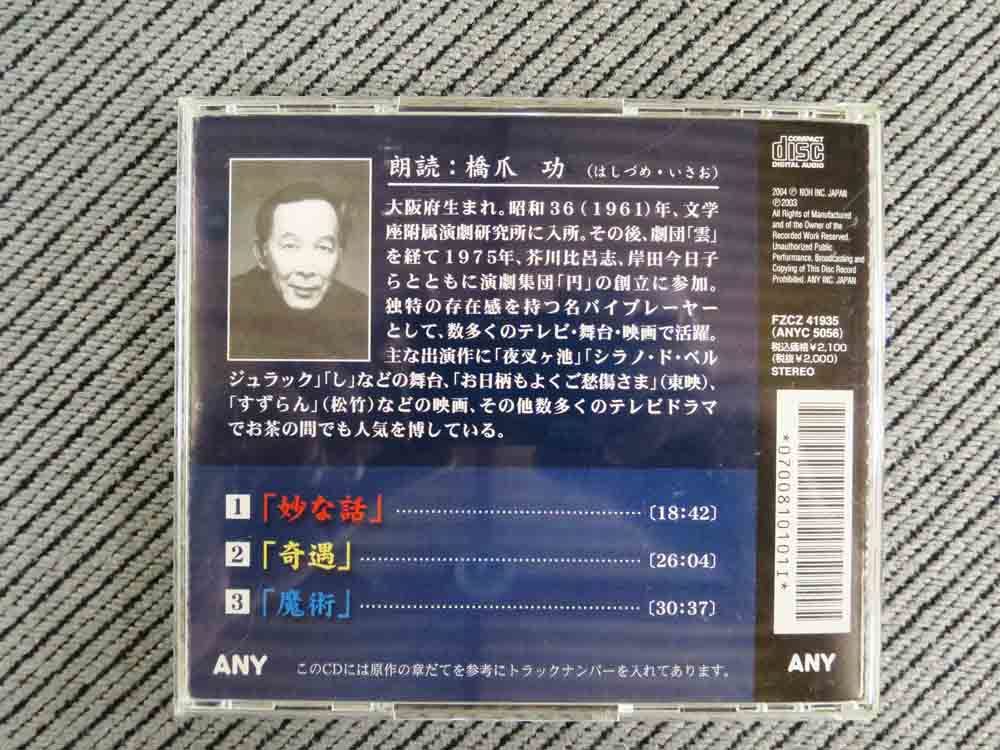 朗読：橋爪　功　（はしづめ・いさお）
大阪府生まれ。昭和36（1961）年、文学
座附属演劇研究所に入所。その後、劇団「雲」
を経て1975年、芥川比呂志、岸田今日子
らとともに演劇集団「円」の創立に参加。
独特の存在感を持つ名バイプレーヤー
として、数多くのテレビ・舞台・映画で活躍。
主な出演作に「夜叉ヶ池」「シラノ・ド・ベル
ジュラック」「し」などの舞台、「お日柄もよくご愁傷さま」（東映）、
「すずらん」（松竹）などの映画、その他数多くのテレビドラマ
でお茶の間でも人気を博している。
1「妙な話」……〔18:42〕
2「奇遇」……〔26:04〕
3「魔術」……〔30:37〕
ANY　このCDには原作の章だてを参考にトラックナンバーを入れてあります。
COMPACT
disc
DIGITAL AUDIO
2004 Ⓟ NOH INC. JAPAN
Ⓟ2003
All Rights of Manufactured
and of the Owner of the
Recorded Work Reserved.
Unauthorized Public
Performance, Broadcasting and
Copying of This Disc Record
Prohibited. ANY INC. JAPAN
FZCZ 41935
(ANYC 5056)
税込価格¥2,100
(税抜¥2,000)
STEREO
*0700810101​1*
ANY